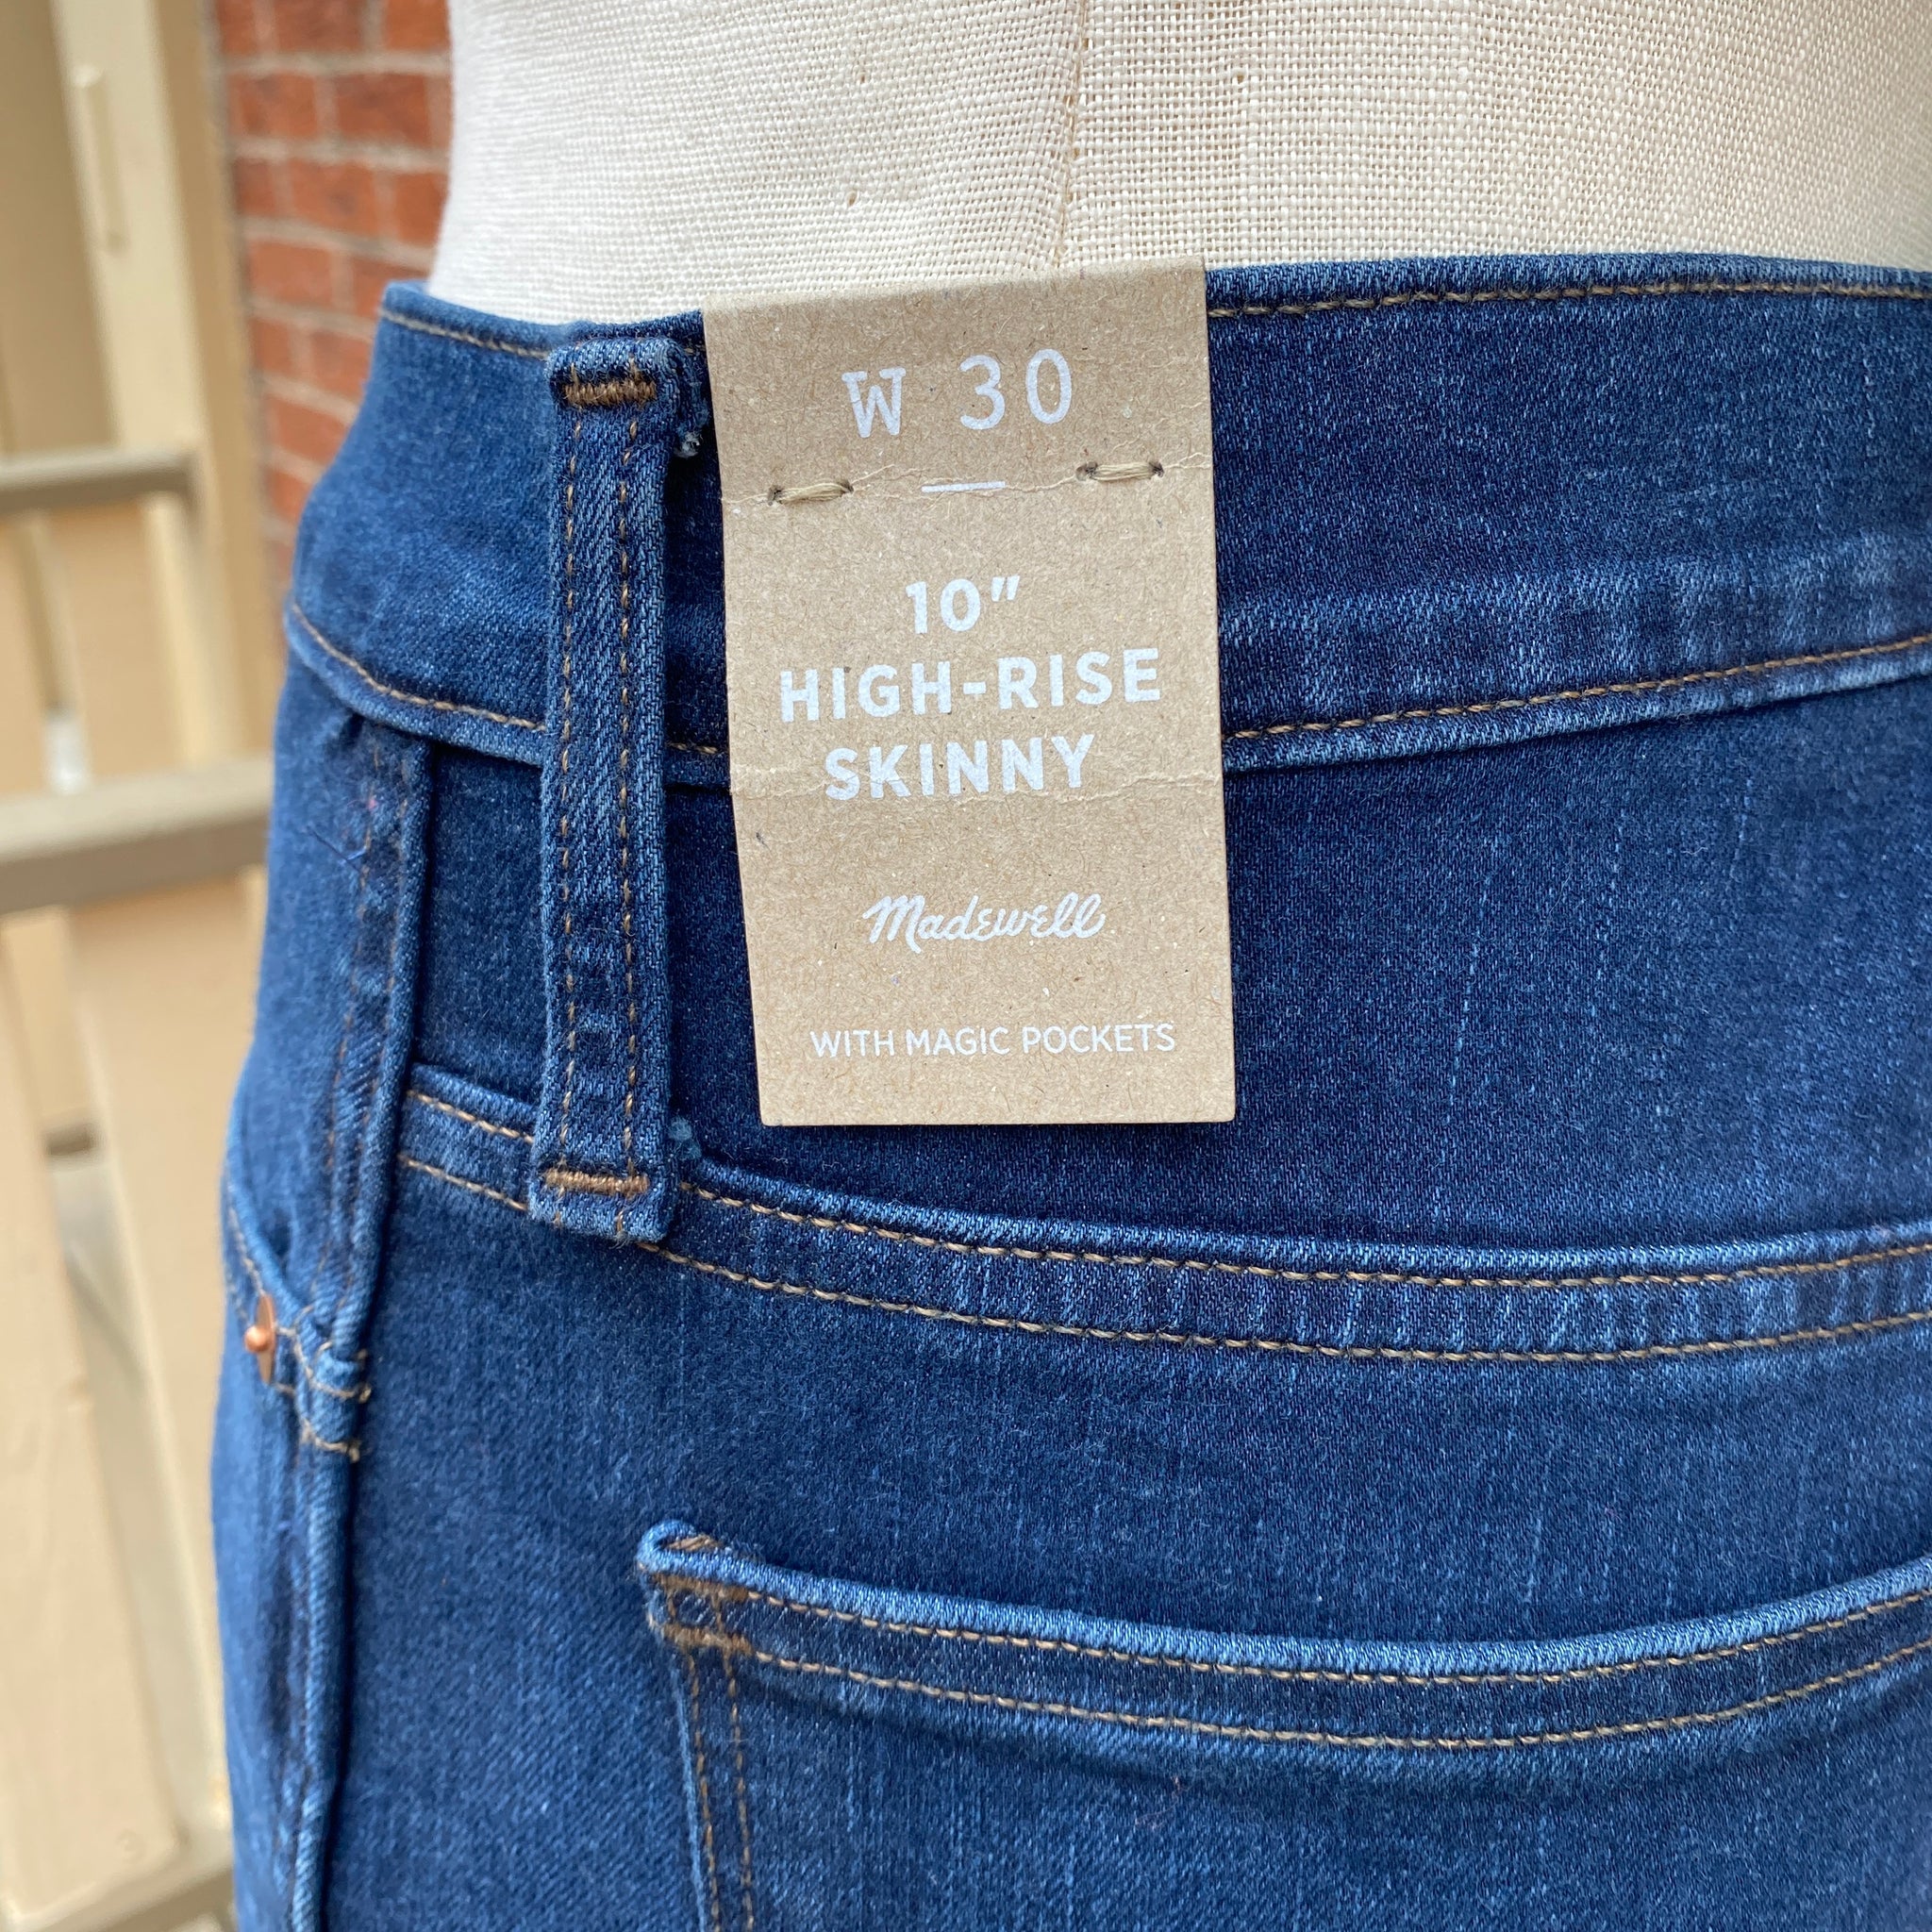 W 30
10"
HIGH-RISE
SKINNY
Madewell
WITH MAGIC POCKETS